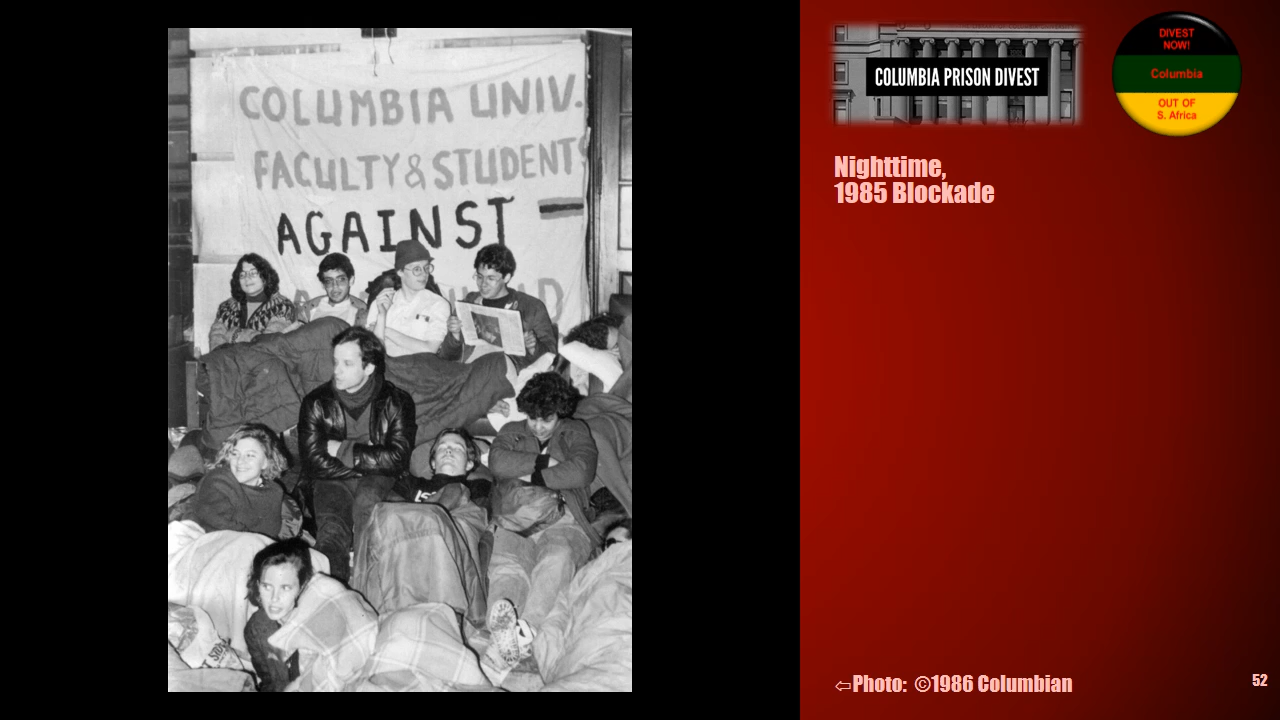 COLUMBIA UNIV.
FACULTY & STUDENTS
AGAINST
COLUMBIA PRISON DIVEST
DIVEST
NOW!
Columbia
OUT OF
S. Africa
Nighttime,
1985 Blockade
⇦Photo: ©1986 Columbian
52